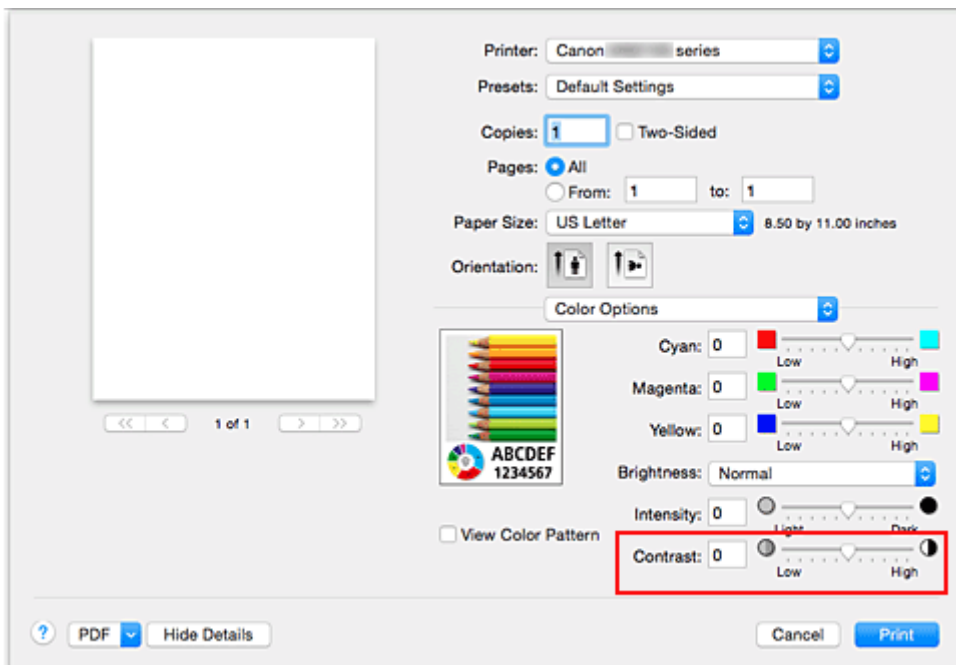 Printer: Canon series
Presets: Default Settings
Copies: 1 Two-Sided
Pages: All
From: 1 to: 1
Paper Size: US Letter 8.50 by 11.00 inches
Orientation:
Color Options
Cyan: 0
Low High
Magenta: 0
Low High
Yellow: 0
Low High
ABCDEF
1234567
Brightness: Normal
Intensity: 0
Light Dark
View Color Pattern
Contrast: 0
Low High
<< < 1 of 1 > >>
? PDF Hide Details Cancel Print